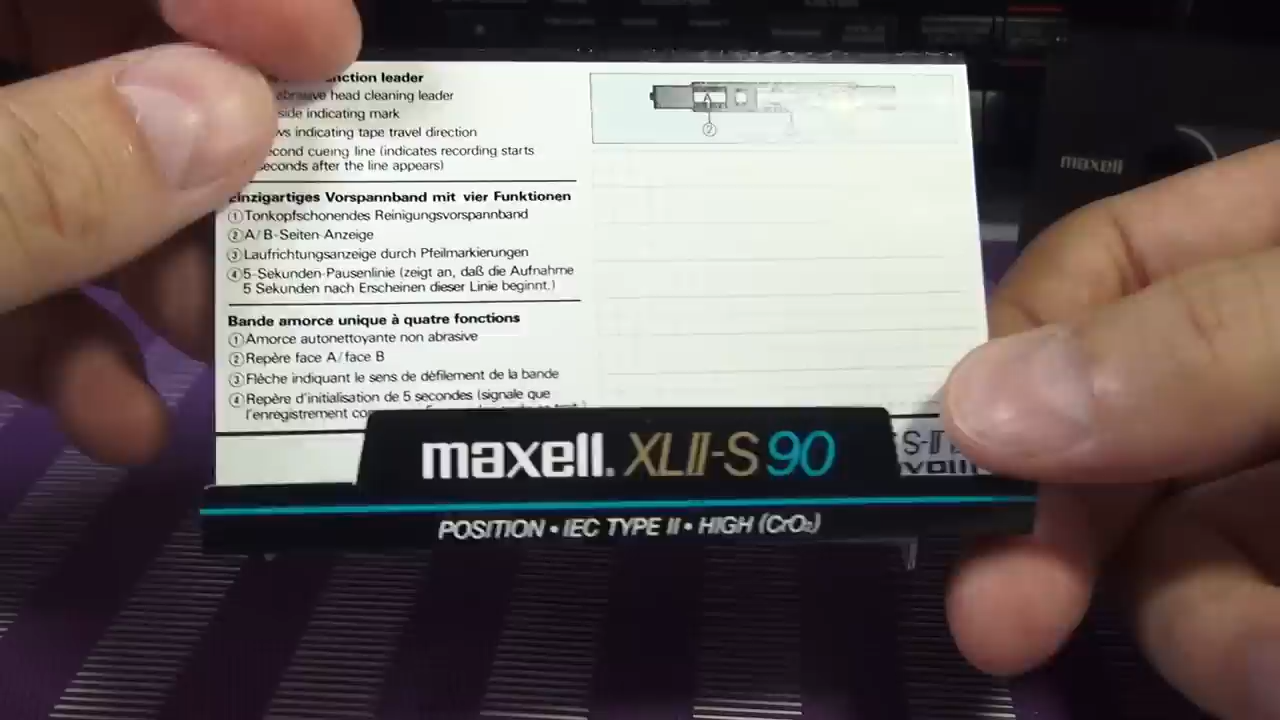 nction leader
abrasive head cleaning leader
side indicating mark
ws indicating tape travel direction
econd cueing line (indicates recording starts
seconds after the line appears)
Einzigartiges Vorspannband mit vier Funktionen
①Tonkopfschonendes Reinigungsvorspannband
②A/B-Seiten-Anzeige
③Laufrichtungsanzeige durch Pfeilmarkierungen
④5-Sekunden-Pausenlinie (zeigt an, daß die Aufnahme
5 Sekunden nach Erscheinen dieser Linie beginnt.)
Bande amorce unique à quatre fonctions
①Amorce autonettoyante non abrasive
②Repère face A/face B
③Flèche indiquant le sens de défilement de la bande
④Repère d'initialisation de 5 secondes (signale que
l'enregistrement
A
②
maxell
maxell. XLII-S 90
POSITION • IEC TYPE II • HIGH (CrO₂)